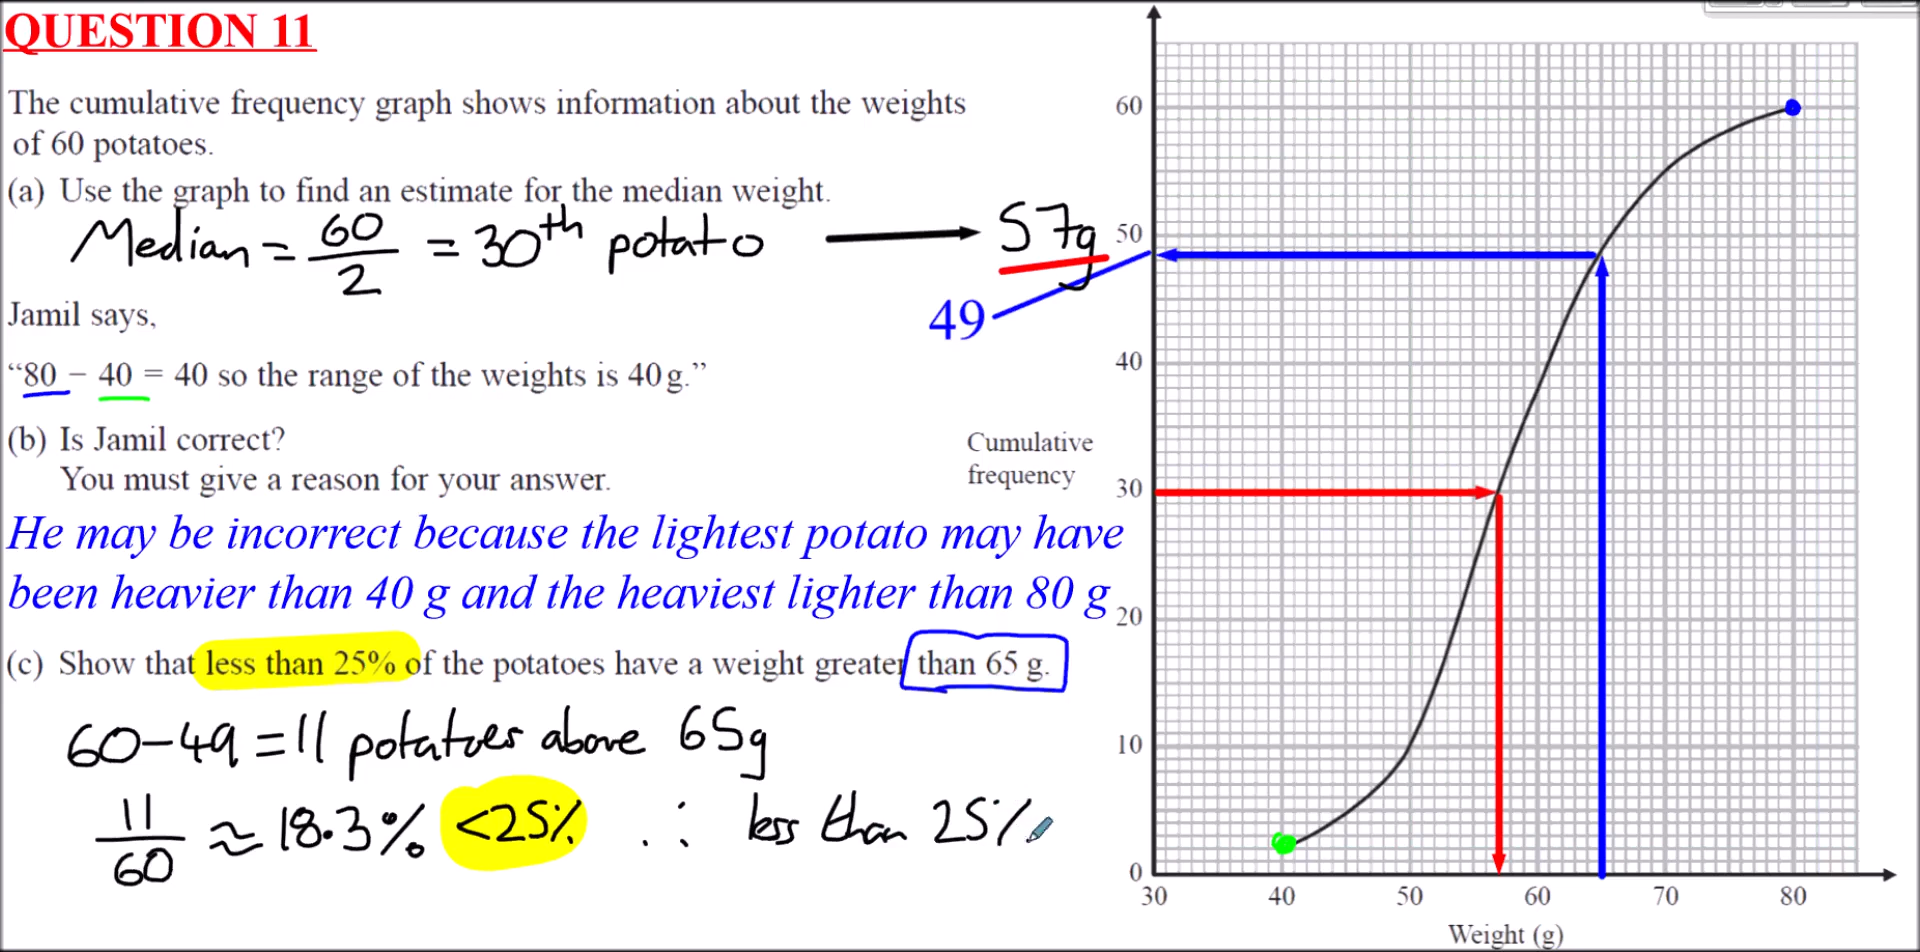 QUESTION 11
The cumulative frequency graph shows information about the weights
of 60 potatoes.
(a) Use the graph to find an estimate for the median weight.
Median = 60/2 = 30th potato → 57g
49
Jamil says,
“80 − 40 = 40 so the range of the weights is 40 g.”
(b) Is Jamil correct?
You must give a reason for your answer.
He may be incorrect because the lightest potato may have
been heavier than 40 g and the heaviest lighter than 80 g
(c) Show that less than 25% of the potatoes have a weight greater than 65 g.
60−49=11 potatoes above 65g
11/60 ≈ 18.3% <25% ∴ less than 25%
Cumulative
frequency
60
50
40
30
20
10
0
30 40 50 60 70 80
Weight (g)